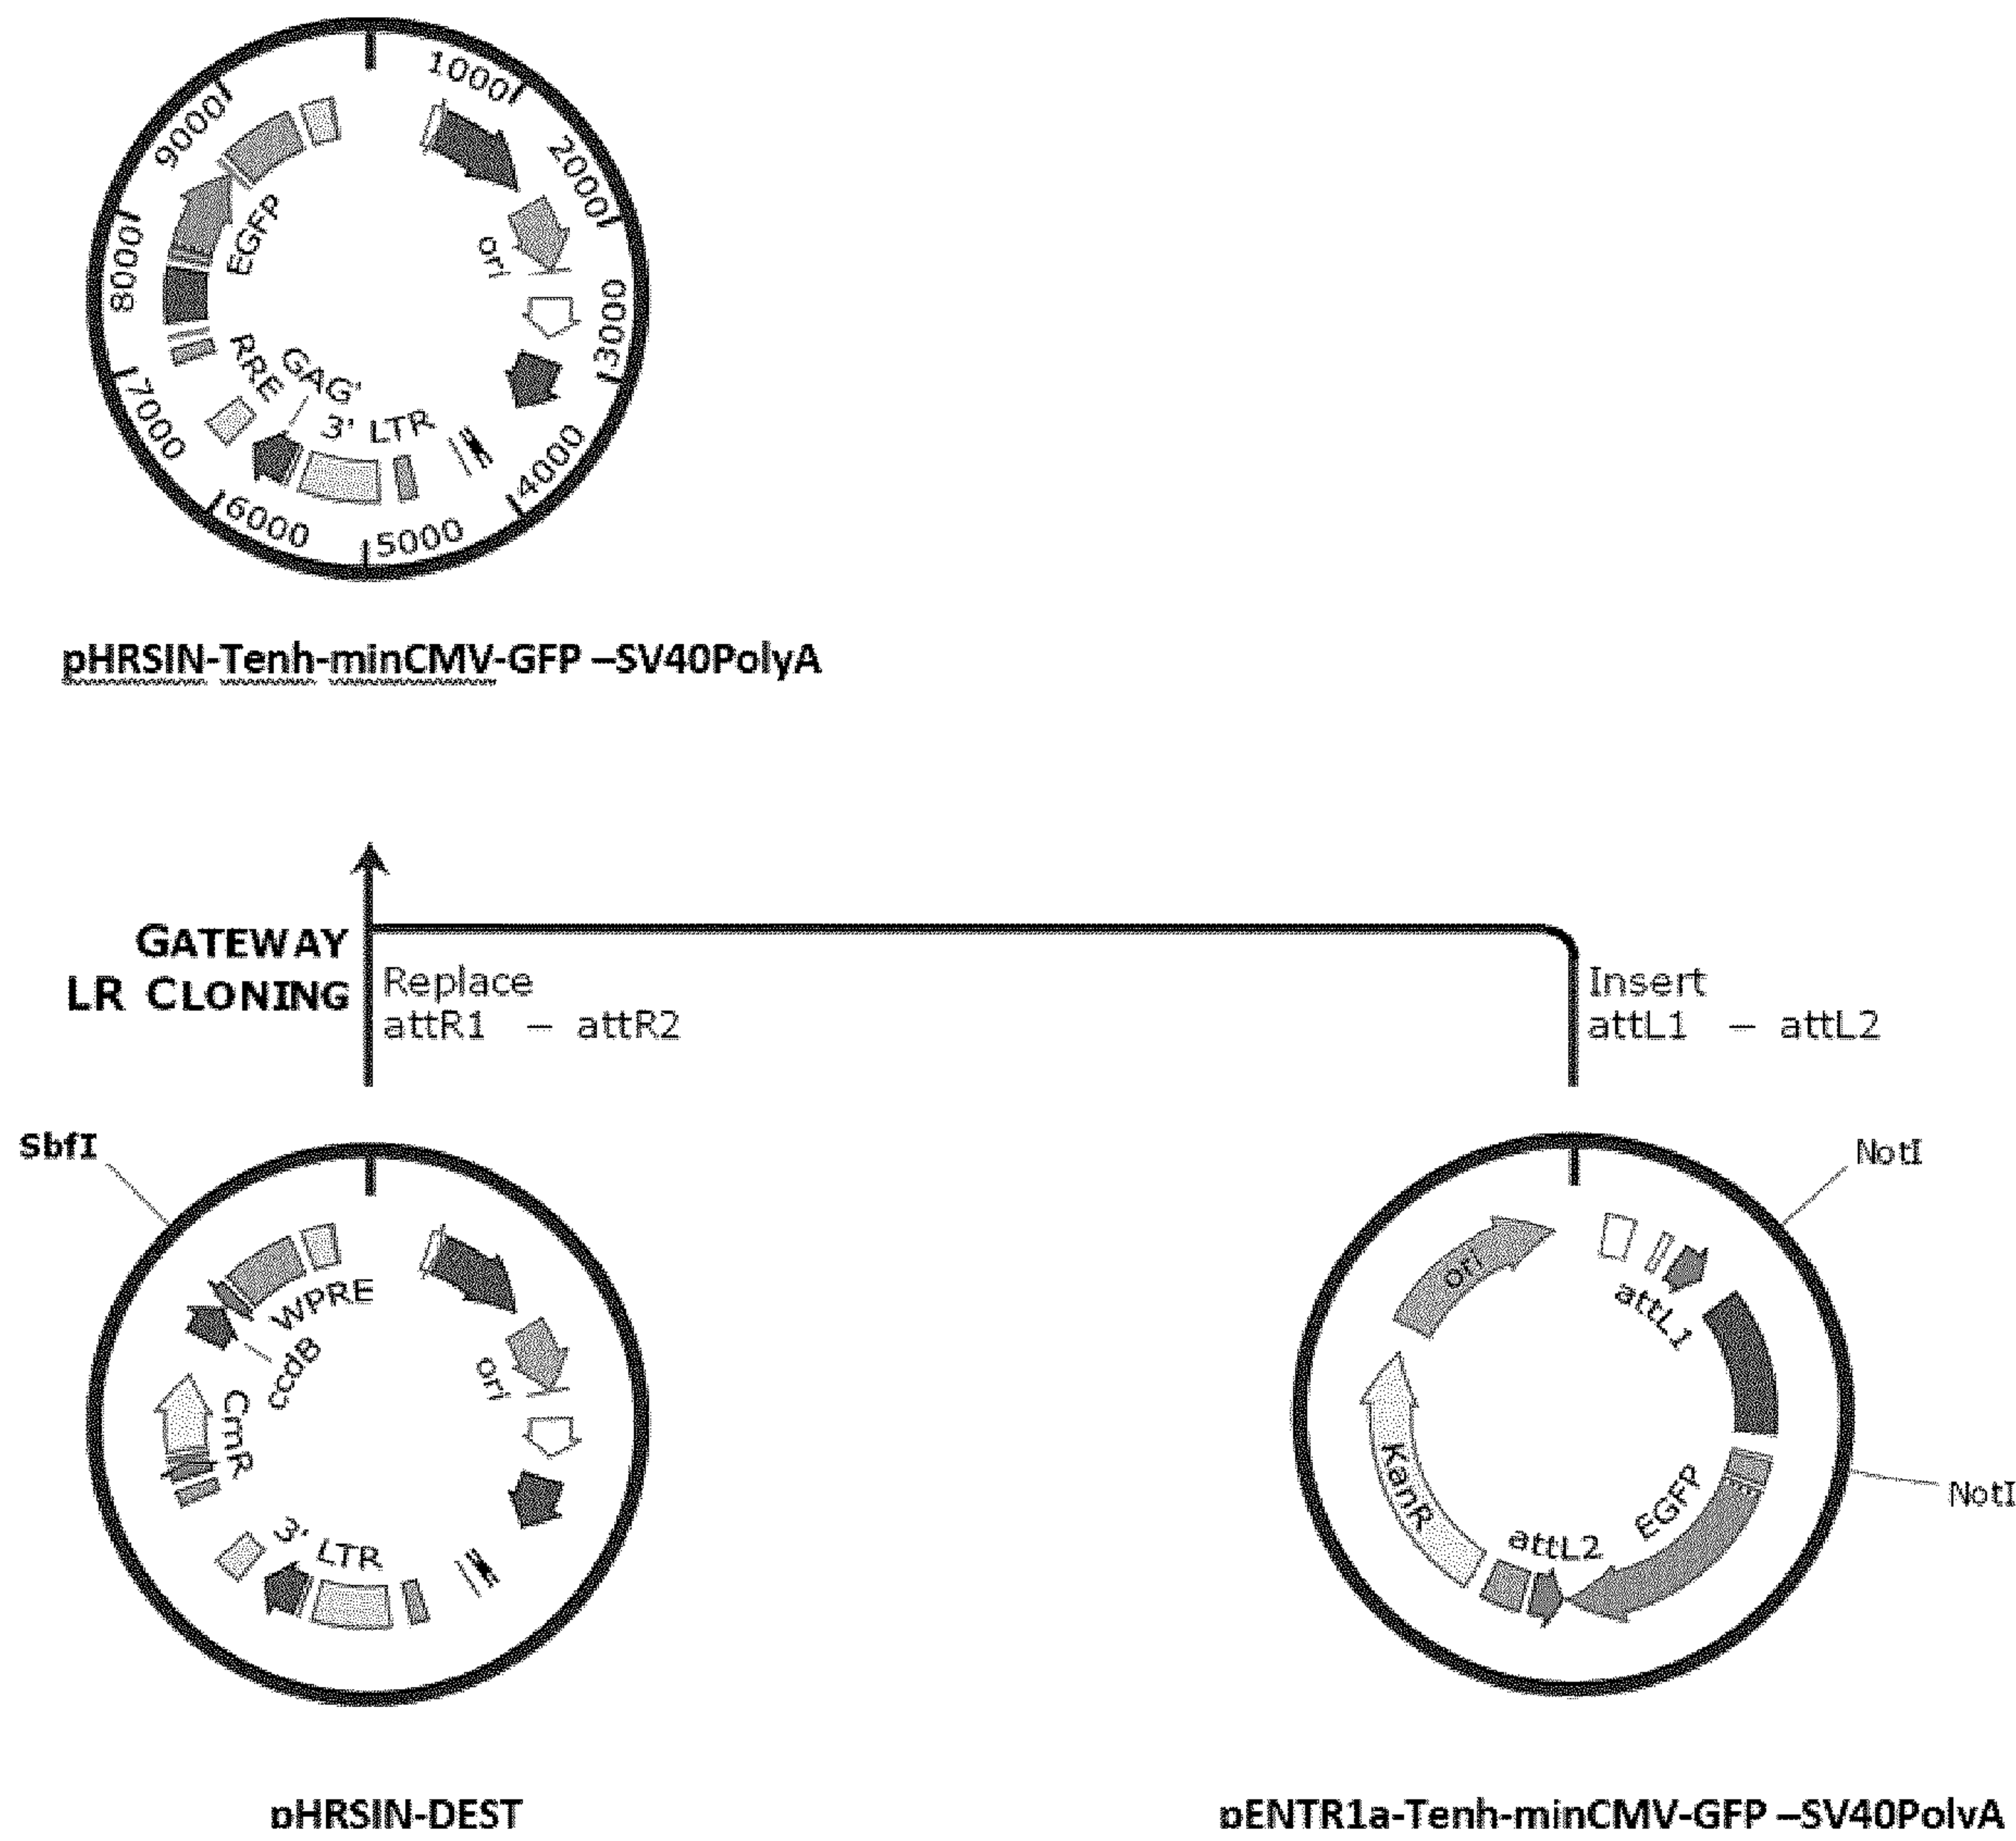 1000
2000
3000
4000
5000
6000
7000
8000
9000
EGFP
ori
RRE
GAG'
3' LTR
pHRSIN-Tenh-minCMV-GFP –SV40PolyA
GATEWAY
LR CLONING
Replace
attR1 – attR2
Insert
attL1 – attL2
SbfI
WPRE
ccdB
CmR
ori
3' LTR
pHRSIN-DEST
NotI
NotI
ori
attL1
KanR
EGFP
attL2
pENTR1a-Tenh-minCMV-GFP –SV40PolyA